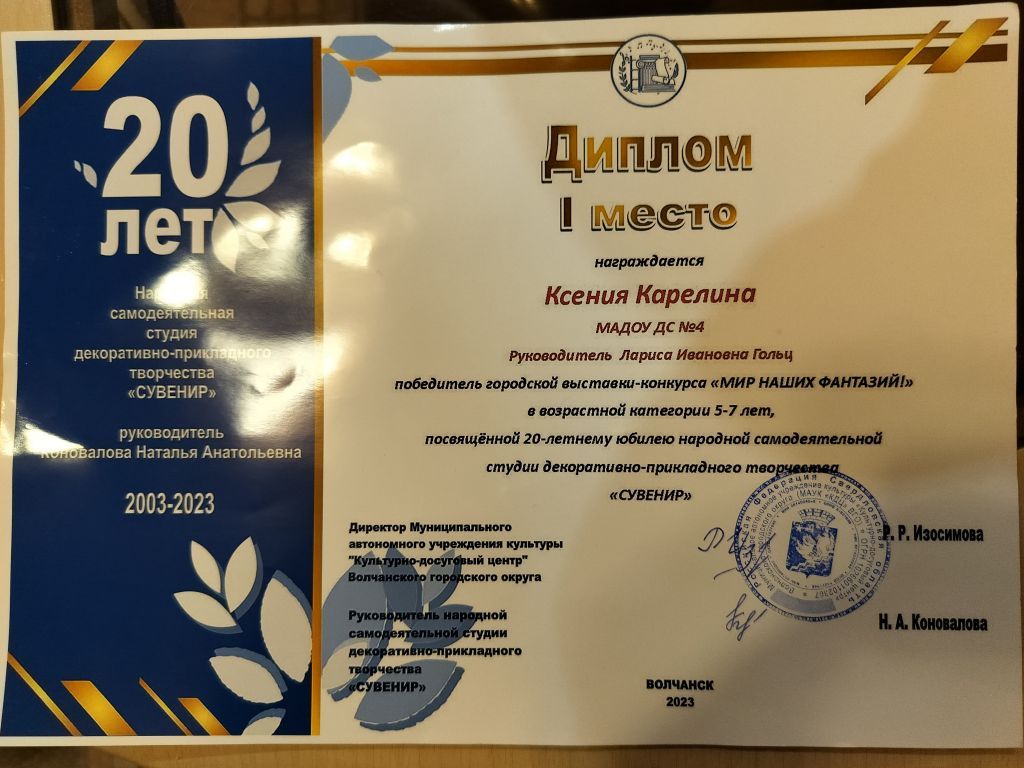 20
лет
Народная
самодеятельная
студия
декоративно-прикладного
творчества
«СУВЕНИР»
руководитель
Коновалова Наталья Анатольевна
2003-2023
Диплом
I место
награждается
Ксения Карелина
МАДОУ ДС №4
Руководитель Лариса Ивановна Гольц
победитель городской выставки-конкурса «МИР НАШИХ ФАНТАЗИЙ!»
в возрастной категории 5-7 лет,
посвящённой 20-летнему юбилею народной самодеятельной
студии декоративно-прикладного творчества
«СУВЕНИР»
Директор Муниципального
автономного учреждения культуры
"Культурно-досуговый центр"
Волчанского городского округа
Р. Р. Изосимова
Руководитель народной
самодеятельной студии
декоративно-прикладного
творчества
«СУВЕНИР»
Н. А. Коновалова
ВОЛЧАНСК
2023